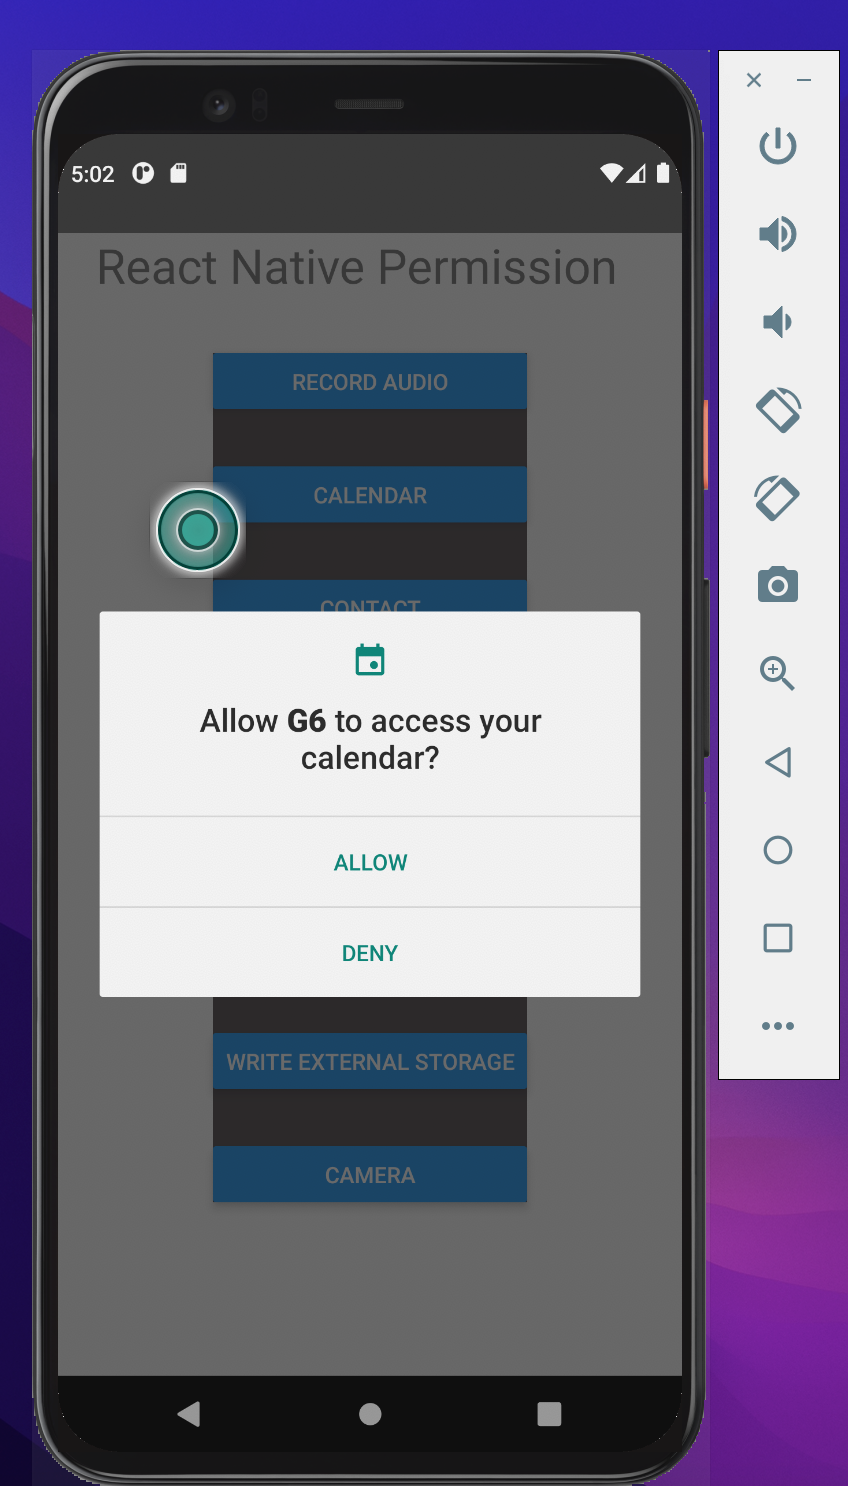 5:02
React Native Permission
RECORD AUDIO
CALENDAR
CONTACT
Allow G6 to access your
calendar?
ALLOW
DENY
WRITE EXTERNAL STORAGE
CAMERA